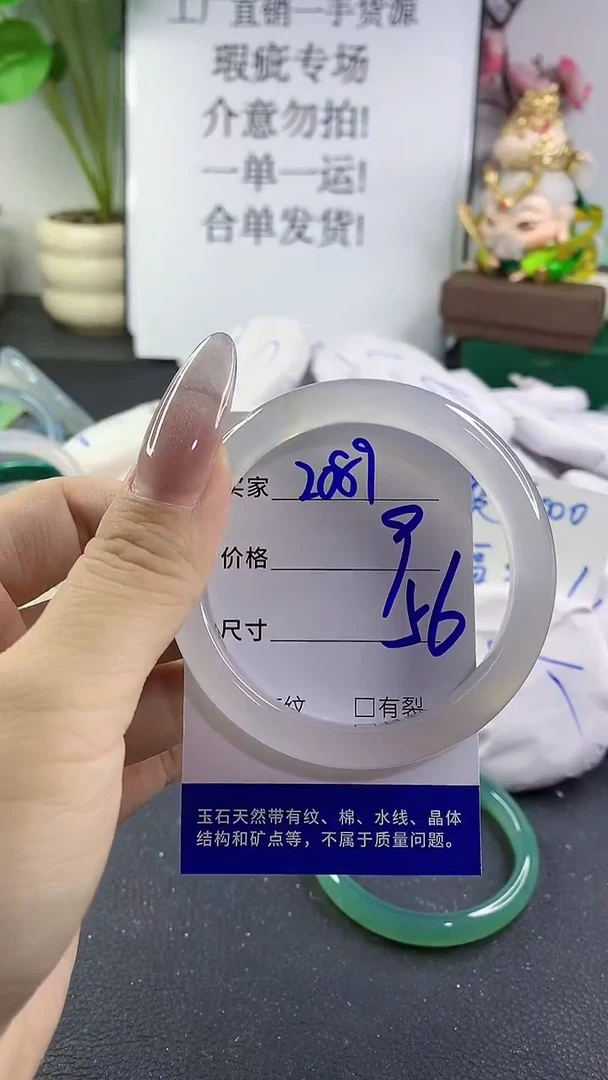 工厂直销一手货源
瑕疵专场
介意勿拍!
一单一运!
合单发货!
买家 2089
价格 9
尺寸 56
纹 □有裂
玉石天然带有纹、棉、水线、晶体
结构和矿点等，不属于质量问题。